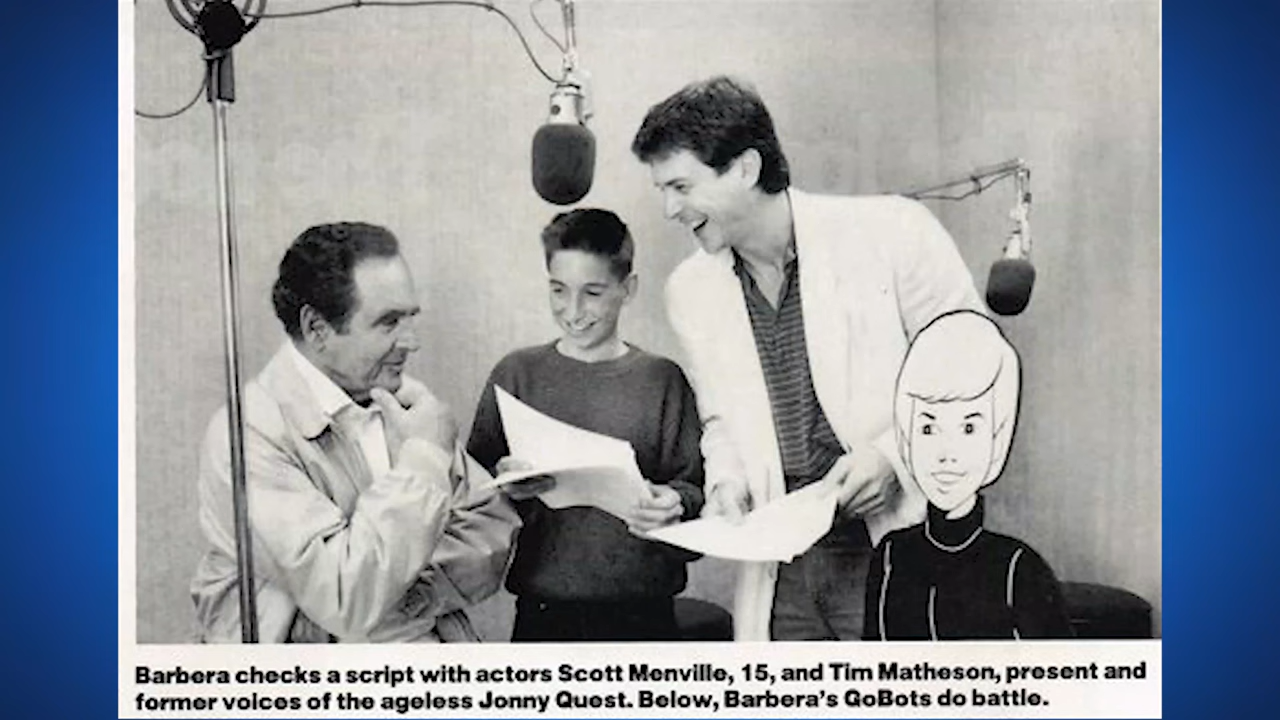 Barbera checks a script with actors Scott Menville, 15, and Tim Matheson, present and
former voices of the ageless Jonny Quest. Below, Barbera's GoBots do battle.